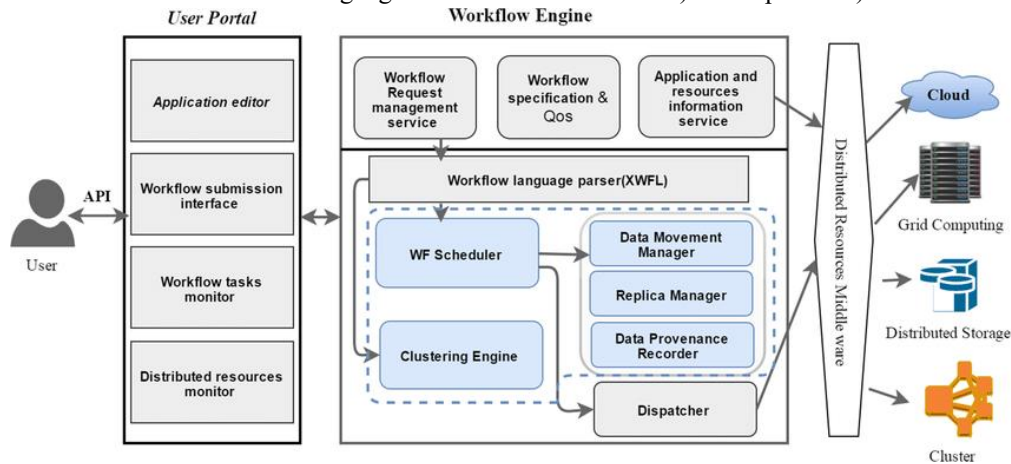 User Portal
Workflow Engine
Application editor
Workflow submission
interface
Workflow tasks
monitor
Distributed resources
monitor
API
User
Workflow
Request
management
service
Workflow
specification &
Qos
Application and
resources
information
service
Workflow language parser(XWFL)
WF Scheduler
Clustering Engine
Data Movement
Manager
Replica Manager
Data Provenance
Recorder
Dispatcher
Distributed Resources Middle ware
Cloud
Grid Computing
Distributed Storage
Cluster